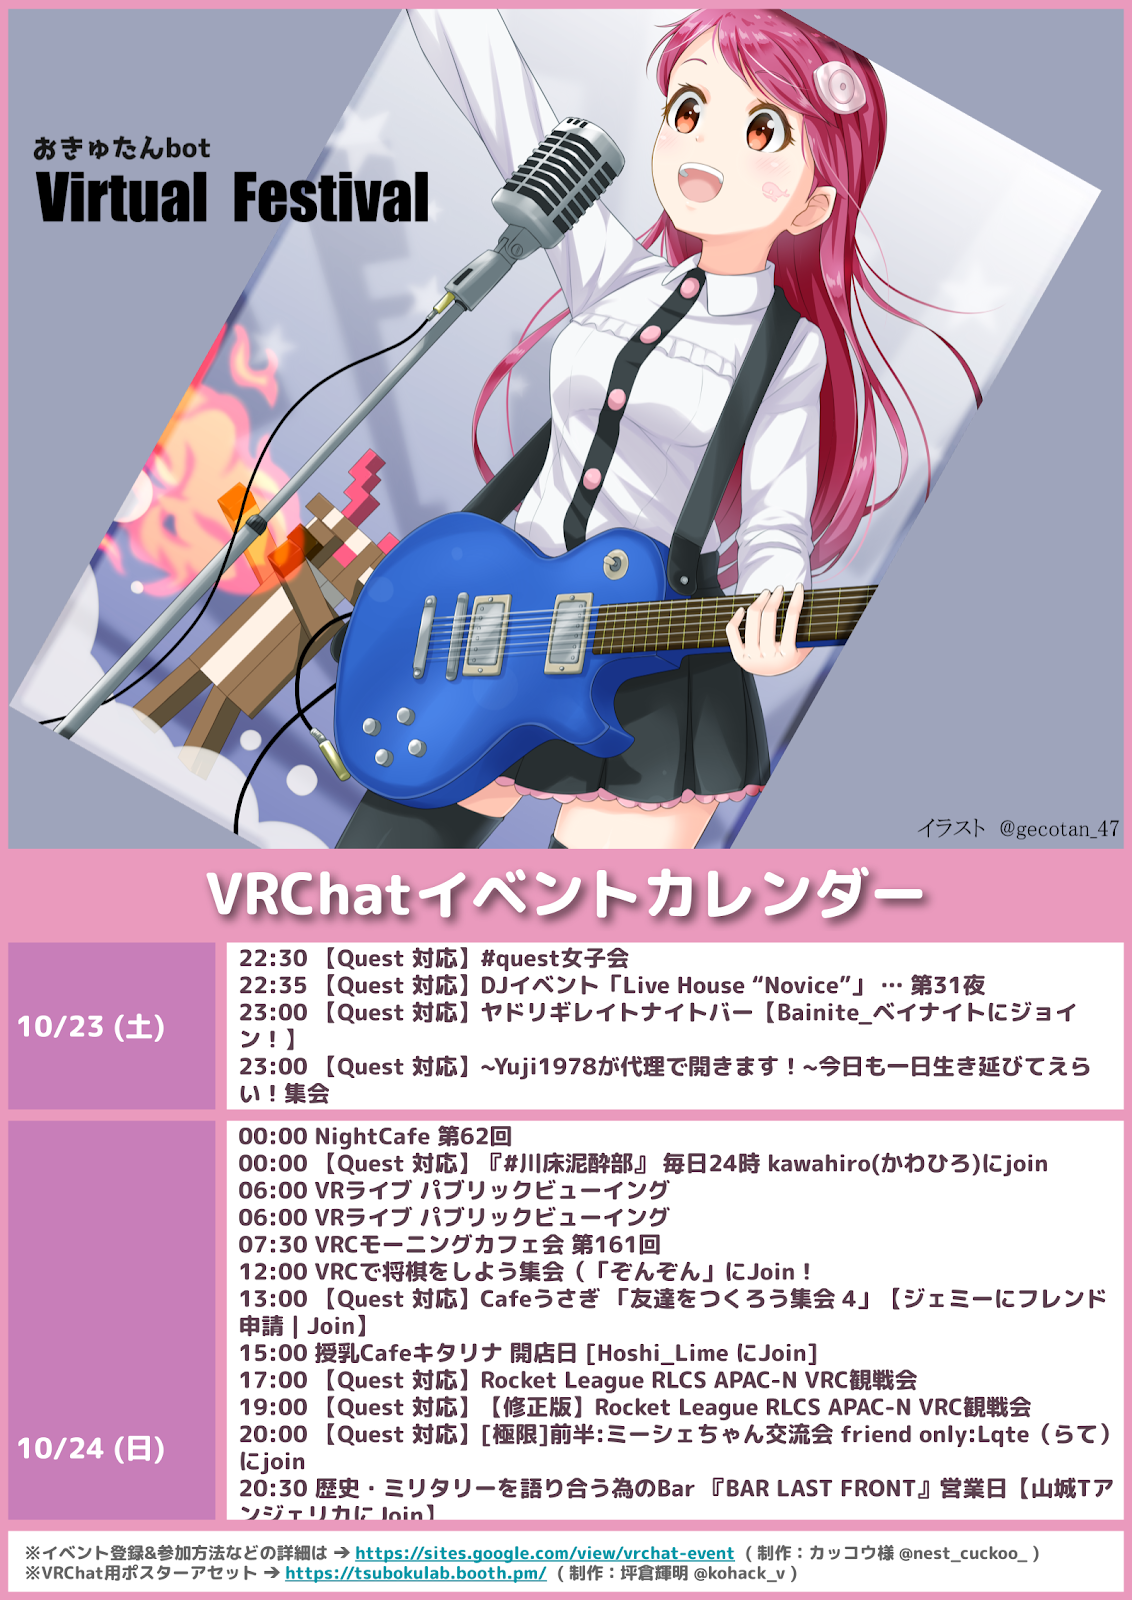 おきゅたんbot
Virtual Festival
イラスト @gecotan_47
VRChatイベントカレンダー
10/23 (土)
22:30 【Quest 対応】#quest女子会
22:35 【Quest 対応】DJイベント「Live House “Novice”」 … 第31夜
23:00 【Quest 対応】ヤドリギレイトナイトバー【Bainite_ベイナイトにジョイ
ン！】
23:00 【Quest 対応】~Yuji1978が代理で開きます！~今日も一日生き延びてえら
い！集会
10/24 (日)
00:00 NightCafe 第62回
00:00 【Quest 対応】『#川床泥酔部』 毎日24時 kawahiro(かわひろ)にjoin
06:00 VRライブ パブリックビューイング
06:00 VRライブ パブリックビューイング
07:30 VRCモーニングカフェ会 第161回
12:00 VRCで将棋をしよう集会（「ぞんぞん」にJoin！
13:00 【Quest 対応】Cafeうさぎ 「友達をつくろう集会 4」【ジェミーにフレンド
申請 | Join】
15:00 授乳Cafeキタリナ 開店日 [Hoshi_Lime にJoin]
17:00 【Quest 対応】Rocket League RLCS APAC-N VRC観戦会
19:00 【Quest 対応】【修正版】Rocket League RLCS APAC-N VRC観戦会
20:00 【Quest 対応】[極限]前半:ミーシェちゃん交流会 friend only:Lqte（らて）
にjoin
20:30 歴史・ミリタリーを語り合う為のBar 『BAR LAST FRONT』営業日【山城Tア
ンジェリカにJoin】
※イベント登録&参加方法などの詳細は ➔ https://sites.google.com/view/vrchat-event ( 制作：カッコウ様 @nest_cuckoo_ )
※VRChat用ポスターアセット ➔ https://tsubokulab.booth.pm/ ( 制作：坪倉輝明 @kohack_v )